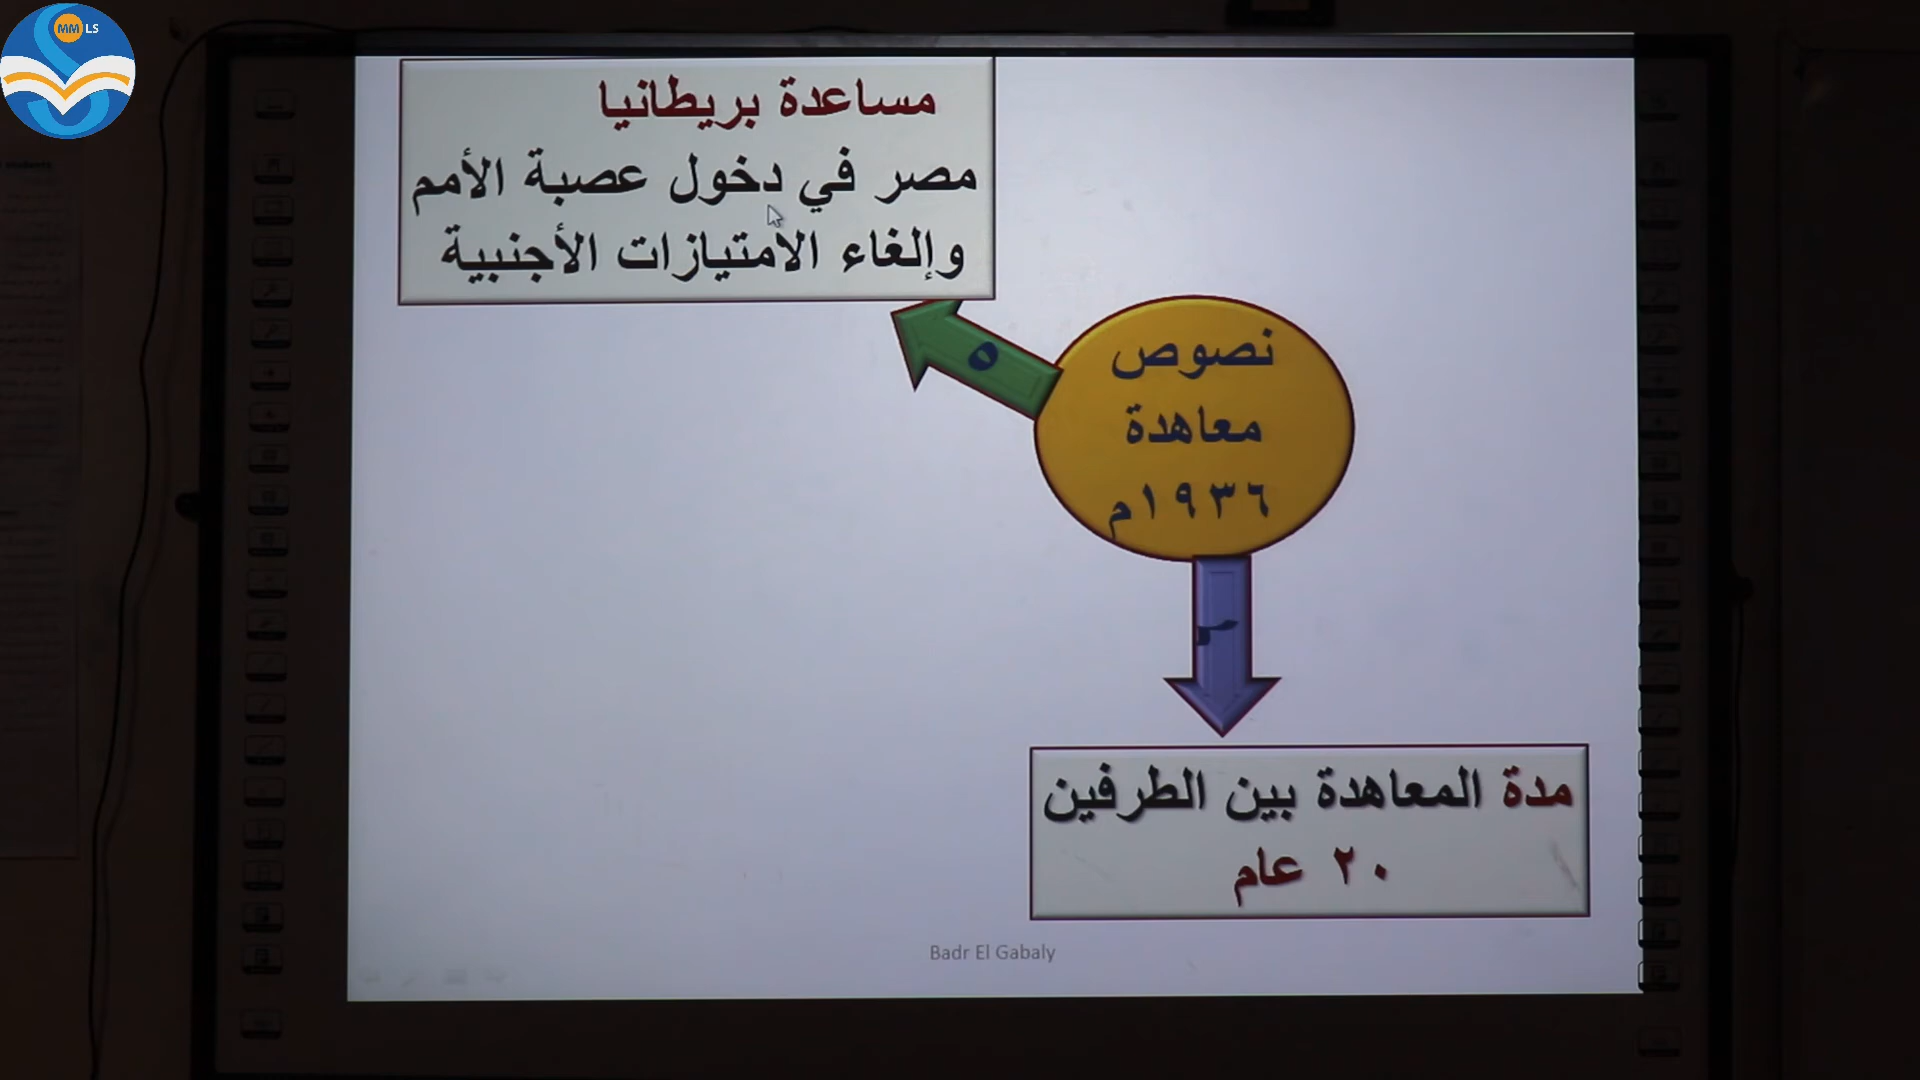 MM LS
مساعدة بريطانيا
مصر في دخول عصبة الأمم
وإلغاء الامتيازات الأجنبية
٥
نصوص
معاهدة
١٩٣٦م
مدة المعاهدة بين الطرفين
٢٠ عام
Badr El Gabaly